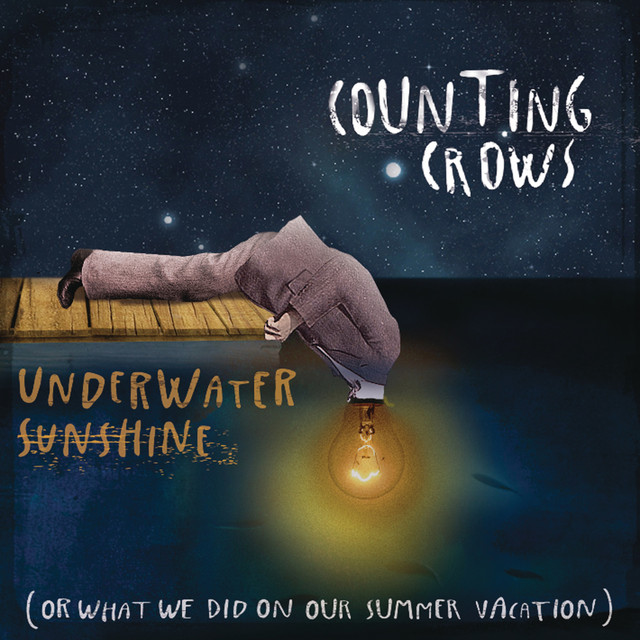 COUNTING
CROWS
UNDERWATER
SUNSHINE
(OR WHAT WE DID ON OUR SUMMER VACATION)